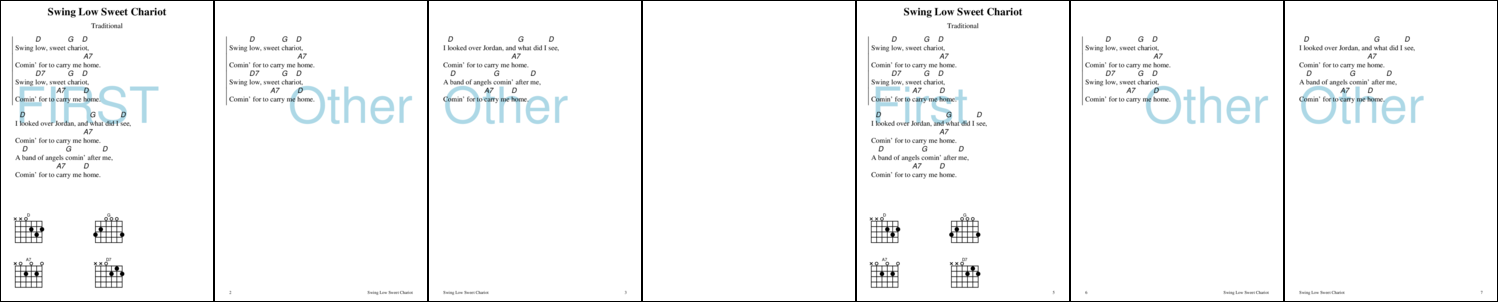 Swing Low Sweet Chariot
Traditional
D G D
Swing low, sweet chariot,
A7
Comin' for to carry me home.
D7 G D
Swing low, sweet chariot,
A7 D
Comin' for to carry me home.
FIRST
D G D
I looked over Jordan, and what did I see,
A7
Comin' for to carry me home.
D G D
A band of angels comin' after me,
A7 D
Comin' for to carry me home.
D G
A7 D7
D G D
Swing low, sweet chariot,
A7
Comin' for to carry me home.
D7 G D
Swing low, sweet chariot,
A7 D
Comin' for to carry me home.
Other
2 Swing Low Sweet Chariot
D G D
I looked over Jordan, and what did I see,
A7
Comin' for to carry me home.
D G D
A band of angels comin' after me,
A7 D
Comin' for to carry me home.
Other
Swing Low Sweet Chariot 3
Swing Low Sweet Chariot
Traditional
D G D
Swing low, sweet chariot,
A7
Comin' for to carry me home.
D7 G D
Swing low, sweet chariot,
A7 D
Comin' for to carry me home.
First
D G D
I looked over Jordan, and what did I see,
A7
Comin' for to carry me home.
D G D
A band of angels comin' after me,
A7 D
Comin' for to carry me home.
D G
A7 D7
5
D G D
Swing low, sweet chariot,
A7
Comin' for to carry me home.
D7 G D
Swing low, sweet chariot,
A7 D
Comin' for to carry me home.
Other
6 Swing Low Sweet Chariot
D G D
I looked over Jordan, and what did I see,
A7
Comin' for to carry me home.
D G D
A band of angels comin' after me,
A7 D
Comin' for to carry me home.
Other
Swing Low Sweet Chariot 7